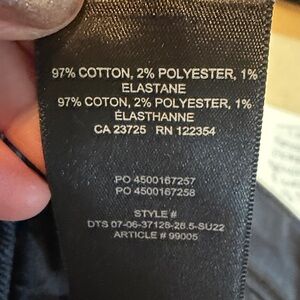 97% COTTON, 2% POLYESTER, 1%
ELASTANE
97% COTON, 2% POLYESTER, 1%
ÉLASTHANNE
CA 23725 RN 122354
PO 4500167257
PO 4500167258
STYLE #
DTS 07-06-37128-26.5-SU22
ARTICLE # 99005